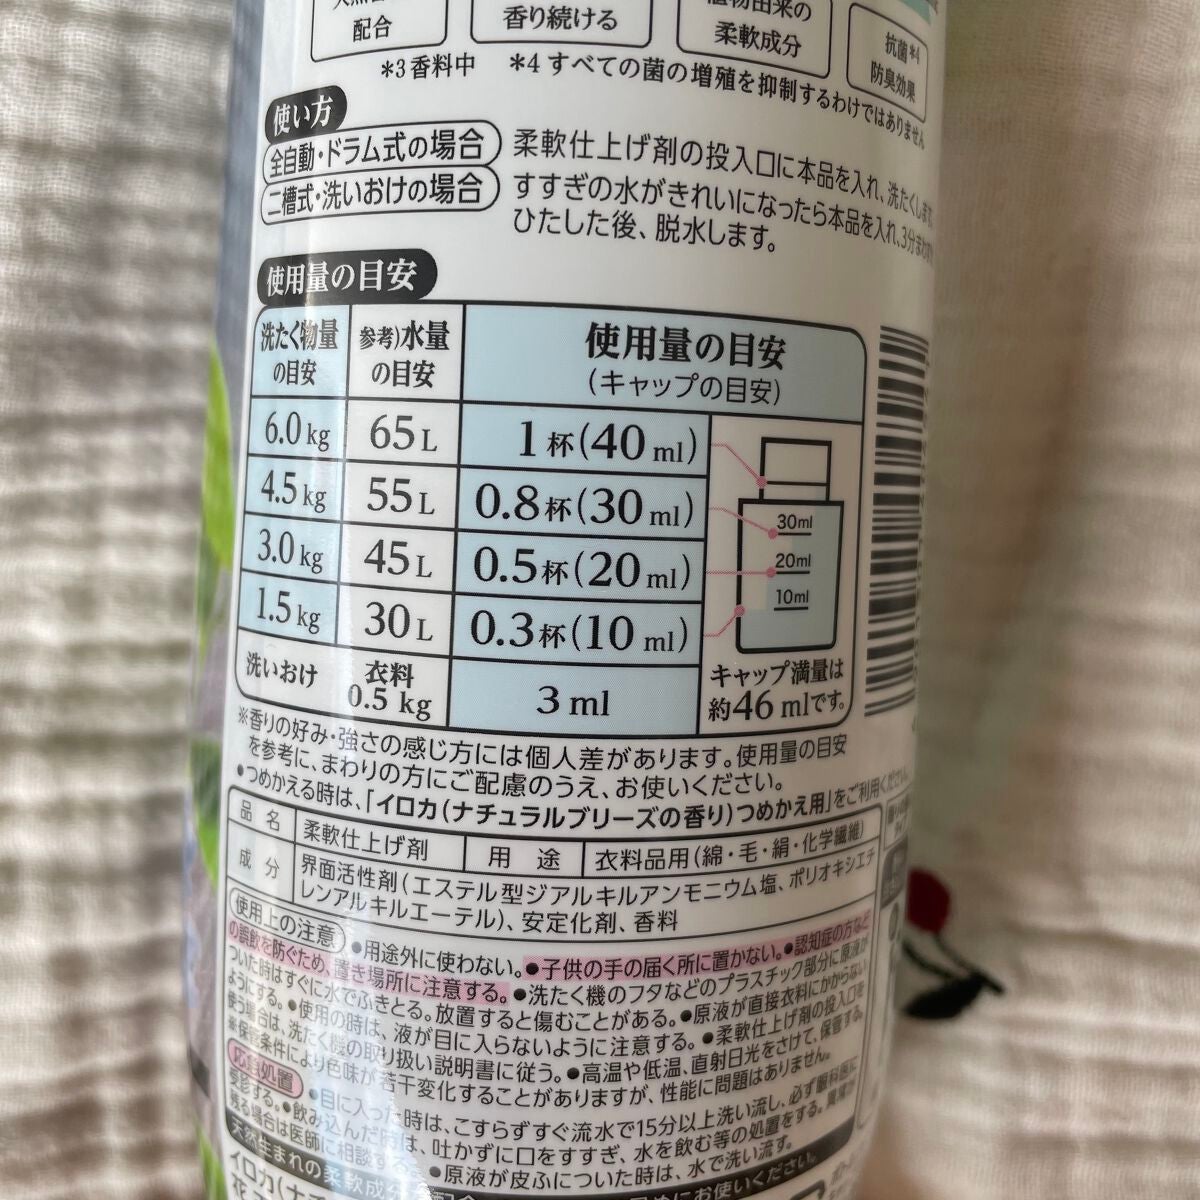 配合
香り続ける
植物由来の
柔軟成分
抗菌*4
防臭効果
*3香料中 *4 すべての菌の増殖を抑制するわけではありません
使い方
全自動・ドラム式の場合
柔軟仕上げ剤の投入口に本品を入れ、洗たくします。
二槽式・洗いおけの場合
すすぎの水がきれいになったら本品を入れ、3分
ひたした後、脱水します。
使用量の目安
洗たく物量の目安
参考)水量の目安
使用量の目安
(キャップの目安)
6.0kg 65L 1杯(40ml)
4.5kg 55L 0.8杯(30ml)
3.0kg 45L 0.5杯(20ml)
1.5kg 30L 0.3杯(10ml)
洗いおけ 衣料0.5kg 3ml
30ml
20ml
10ml
キャップ満量は
約46mlです。
※香りの好み・強さの感じ方には個人差があります。使用量の目安
を参考に、まわりの方にご配慮のうえ、お使いください。
●つめかえる時は、「イロカ(ナチュラルブリーズの香り)つめかえ用」をご利用ください。
品名 柔軟仕上げ剤 用途 衣料品用(綿・毛・絹・化学繊維)
成分 界面活性剤(エステル型ジアルキルアンモニウム塩、ポリオキシエチ
レンアルキルエーテル)、安定化剤、香料
使用上の注意 ●用途外に使わない。●子供の手の届く所に置かない。●認知症の方など
の誤飲を防ぐため、置き場所に注意する。●洗たく機のフタなどのプラスチック部分に原液が
ついた時はすぐに水でふきとる。放置すると傷むことがある。●原液が直接衣料にかからない
ようにする。●使用の時は、液が目に入らないように注意する。●柔軟仕上げ剤の投入口を
使う場合は、洗たく機の取り扱い説明書に従う。●高温や低温、直射日光をさけて、保管する。
※保管条件により色味が若干変化することがありますが、性能に問題はありません。
応急処置 ●目に入った時は、こすらずすぐ流水で15分以上洗い流し、必ず眼科医に
受診する。●飲み込んだ時は、吐かずに口をすすぎ、水を飲む等の処置をする。異常が
残る場合は医師に相談する。●原液が皮ふについた時は、水で洗い流す。
天然生まれの柔軟成分 配合
イロカ(ナチ